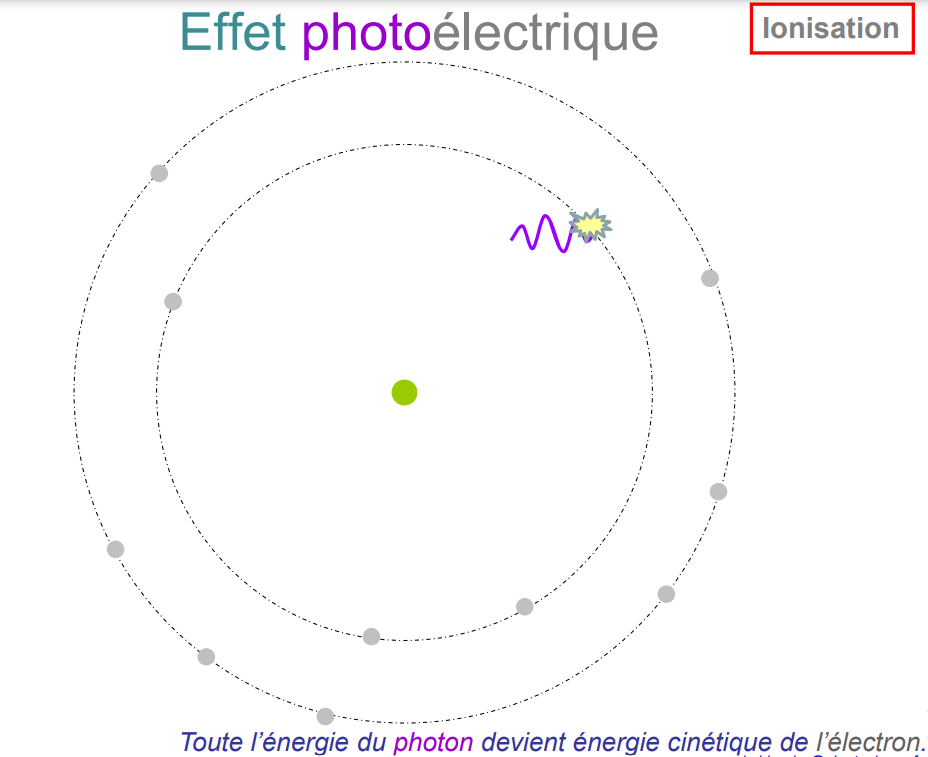 Effet photoélectrique
Ionisation
Toute l'énergie du photon devient énergie cinétique de l'électron.